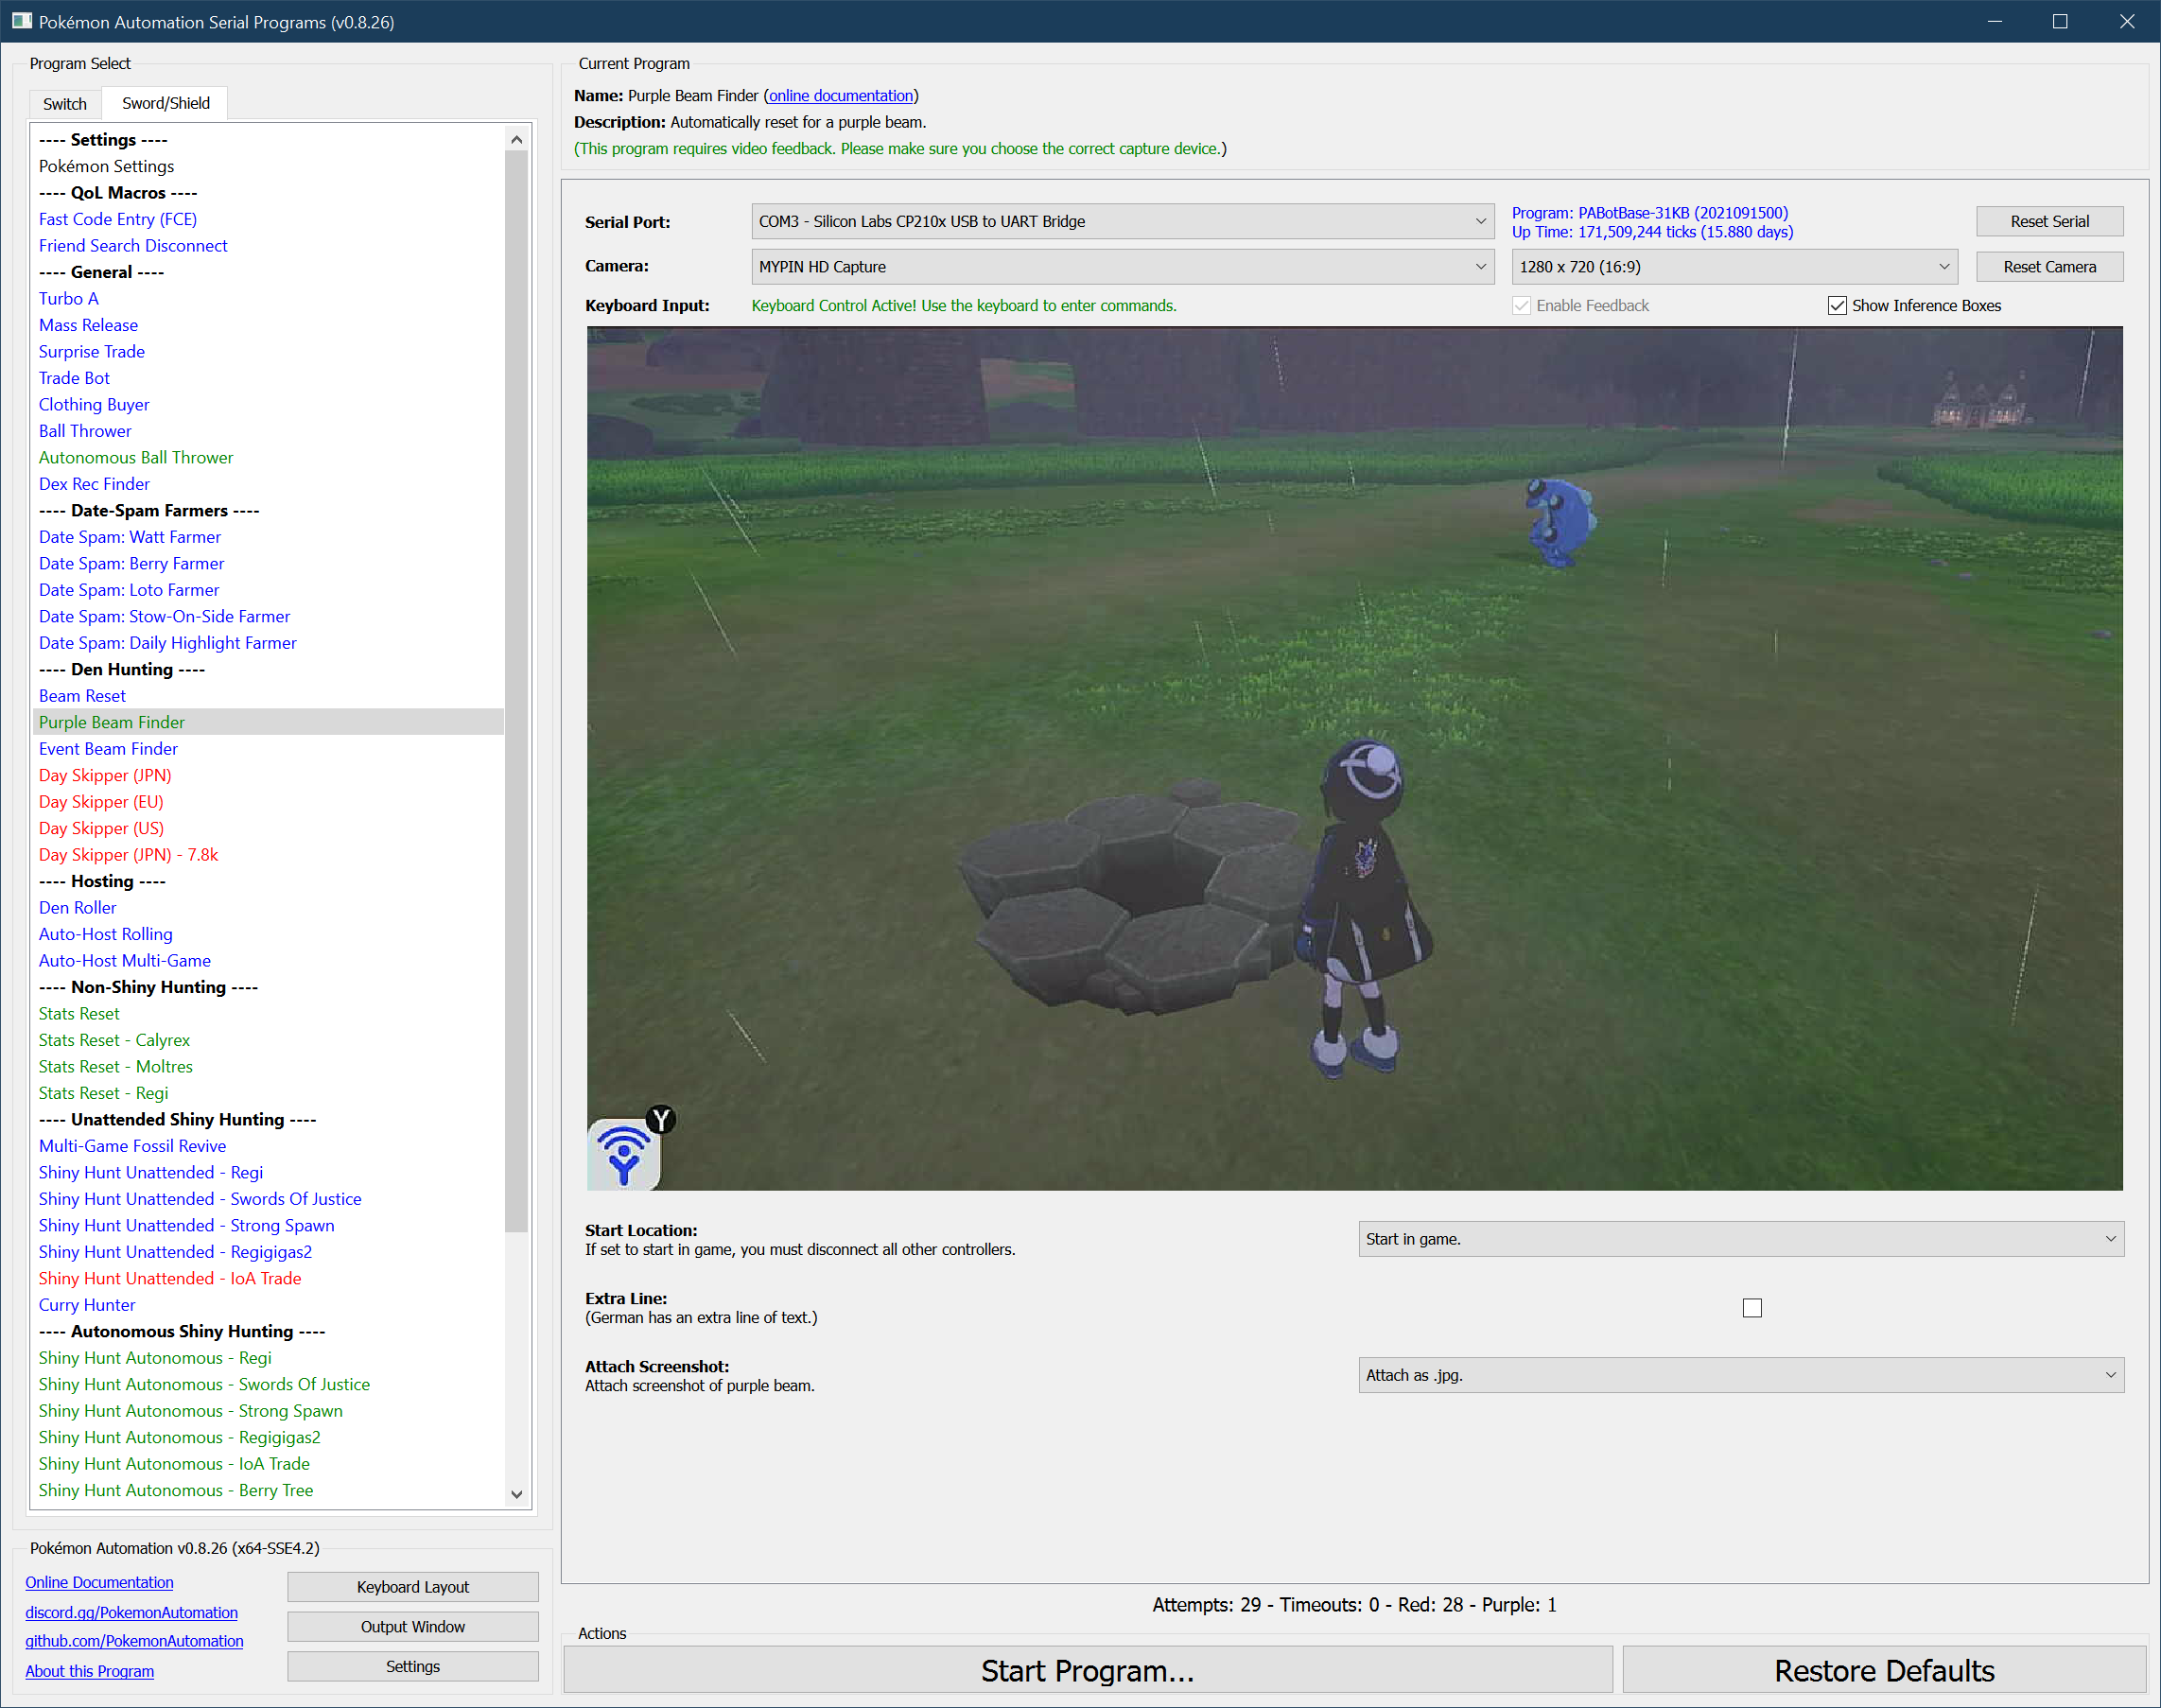 Pokémon Automation Serial Programs (v0.8.26)
Program Select
Switch
Sword/Shield
---- Settings ----
Pokémon Settings
---- QoL Macros ----
Fast Code Entry (FCE)
Friend Search Disconnect
---- General ----
Turbo A
Mass Release
Surprise Trade
Trade Bot
Clothing Buyer
Ball Thrower
Autonomous Ball Thrower
Dex Rec Finder
---- Date-Spam Farmers ----
Date Spam: Watt Farmer
Date Spam: Berry Farmer
Date Spam: Loto Farmer
Date Spam: Stow-On-Side Farmer
Date Spam: Daily Highlight Farmer
---- Den Hunting ----
Beam Reset
Purple Beam Finder
Event Beam Finder
Day Skipper (JPN)
Day Skipper (EU)
Day Skipper (US)
Day Skipper (JPN) - 7.8k
---- Hosting ----
Den Roller
Auto-Host Rolling
Auto-Host Multi-Game
---- Non-Shiny Hunting ----
Stats Reset
Stats Reset - Calyrex
Stats Reset - Moltres
Stats Reset - Regi
---- Unattended Shiny Hunting ----
Multi-Game Fossil Revive
Shiny Hunt Unattended - Regi
Shiny Hunt Unattended - Swords Of Justice
Shiny Hunt Unattended - Strong Spawn
Shiny Hunt Unattended - Regigigas2
Shiny Hunt Unattended - IoA Trade
Curry Hunter
---- Autonomous Shiny Hunting ----
Shiny Hunt Autonomous - Regi
Shiny Hunt Autonomous - Swords Of Justice
Shiny Hunt Autonomous - Strong Spawn
Shiny Hunt Autonomous - Regigigas2
Shiny Hunt Autonomous - IoA Trade
Shiny Hunt Autonomous - Berry Tree
Pokémon Automation v0.8.26 (x64-SSE4.2)
Online Documentation
discord.gg/PokemonAutomation
github.com/PokemonAutomation
About this Program
Keyboard Layout
Output Window
Settings
Current Program
Name: Purple Beam Finder (online documentation)
Description: Automatically reset for a purple beam.
(This program requires video feedback. Please make sure you choose the correct capture device.)
Serial Port:
COM3 - Silicon Labs CP210x USB to UART Bridge
Program: PABotBase-31KB (2021091500)
Up Time: 171,509,244 ticks (15.880 days)
Reset Serial
Camera:
MYPIN HD Capture
1280 x 720 (16:9)
Reset Camera
Keyboard Input:
Keyboard Control Active! Use the keyboard to enter commands.
Enable Feedback
Show Inference Boxes
Y
Start Location:
If set to start in game, you must disconnect all other controllers.
Start in game.
Extra Line:
(German has an extra line of text.)
Attach Screenshot:
Attach screenshot of purple beam.
Attach as .jpg.
Attempts: 29 - Timeouts: 0 - Red: 28 - Purple: 1
Actions
Start Program...
Restore Defaults